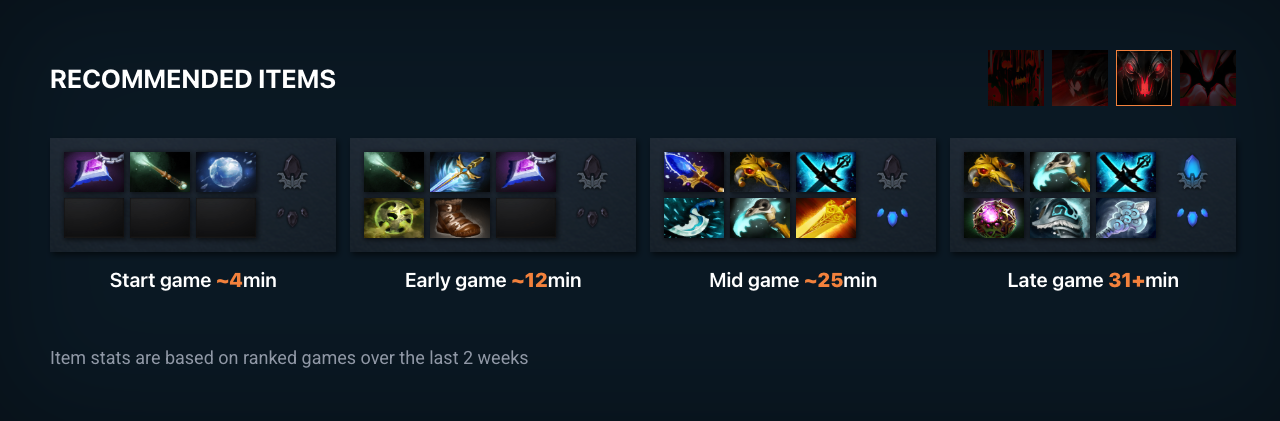 RECOMMENDED ITEMS
Start game ~4min
Early game ~12min
Mid game ~25min
Late game 31+min
Item stats are based on ranked games over the last 2 weeks